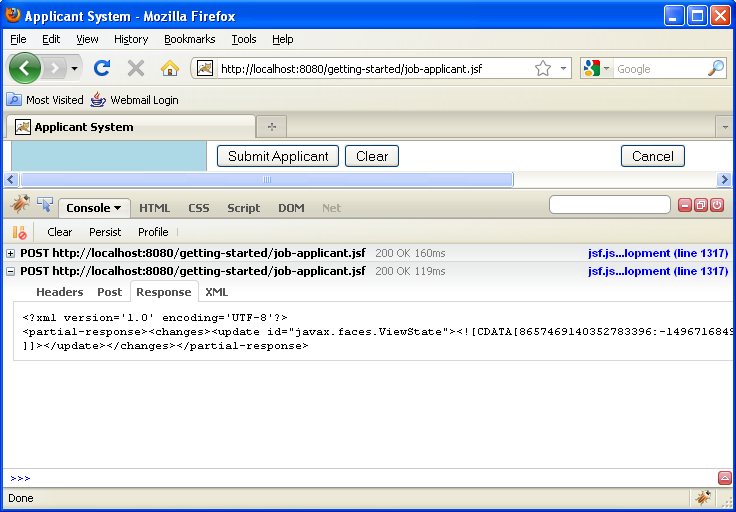 Applicant System - Mozilla Firefox
File Edit View History Bookmarks Tools Help
http://localhost:8080/getting-started/job-applicant.jsf Google
Most Visited Webmail Login
Applicant System
Submit Applicant Clear Cancel
Console HTML CSS Script DOM Net
Clear Persist Profile
POST http://localhost:8080/getting-started/job-applicant.jsf 200 OK 160ms jsf.js...lopment (line 1317)
POST http://localhost:8080/getting-started/job-applicant.jsf 200 OK 119ms jsf.js...lopment (line 1317)
Headers Post Response XML
<?xml version='1.0' encoding='UTF-8'?>
<partial-response><changes><update id="javax.faces.ViewState"><![CDATA[8657469140352783396:-1496716849
]]></update></changes></partial-response>
>>>
Done